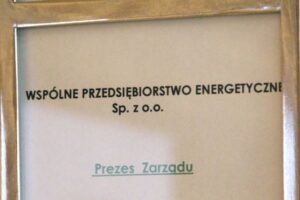 WSPÓLNE PRZEDSIĘBIORSTWO ENERGETYCZNE
Sp. z o.o.
Prezes Zarządu